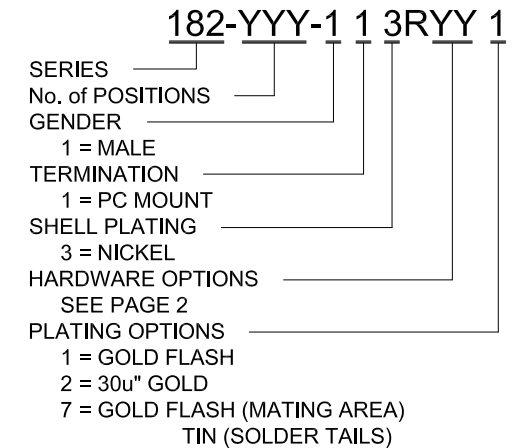 182-YYY-1 1 3RYY 1
SERIES
No. of POSITIONS
GENDER
1 = MALE
TERMINATION
1 = PC MOUNT
SHELL PLATING
3 = NICKEL
HARDWARE OPTIONS
SEE PAGE 2
PLATING OPTIONS
1 = GOLD FLASH
2 = 30u" GOLD
7 = GOLD FLASH (MATING AREA)
TIN (SOLDER TAILS)